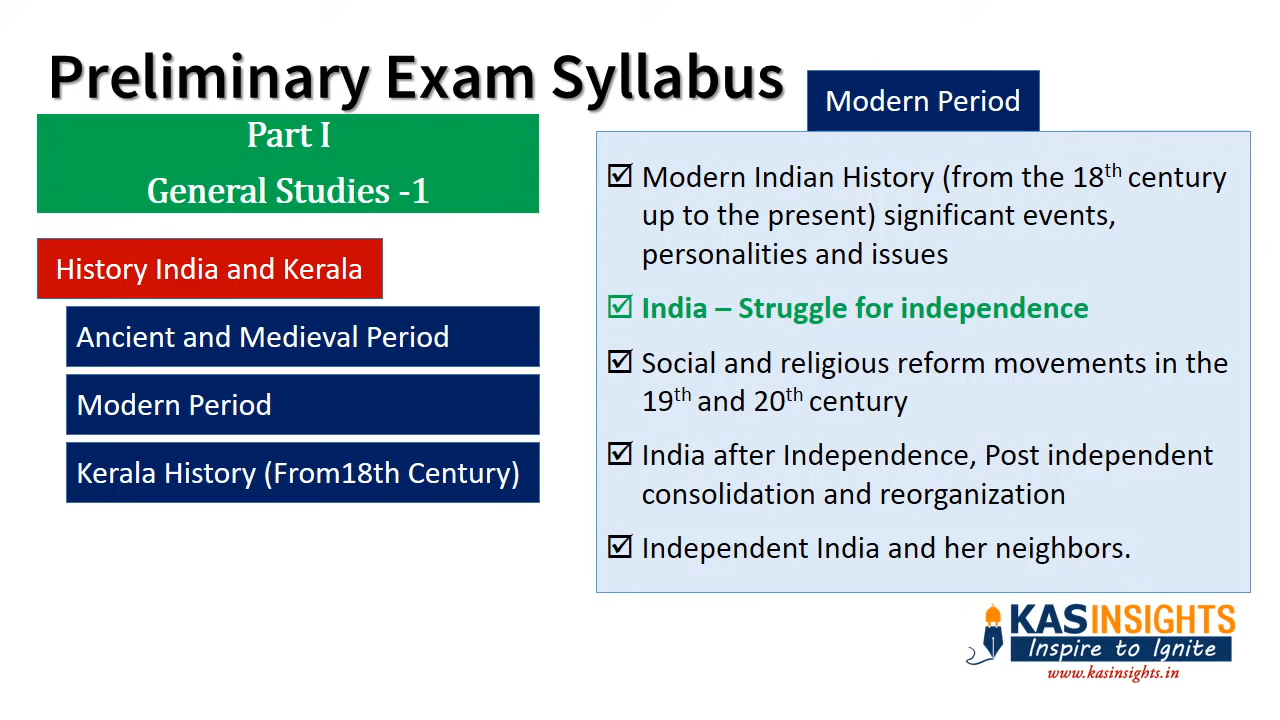 Preliminary Exam Syllabus
Part I
General Studies -1
History India and Kerala
Ancient and Medieval Period
Modern Period
Kerala History (From18th Century)
Modern Period
Modern Indian History (from the 18th century
up to the present) significant events,
personalities and issues
India – Struggle for independence
Social and religious reform movements in the
19th and 20th century
India after Independence, Post independent
consolidation and reorganization
Independent India and her neighbors.
KASINSIGHTS
Inspire to Ignite
www.kasinsights.in